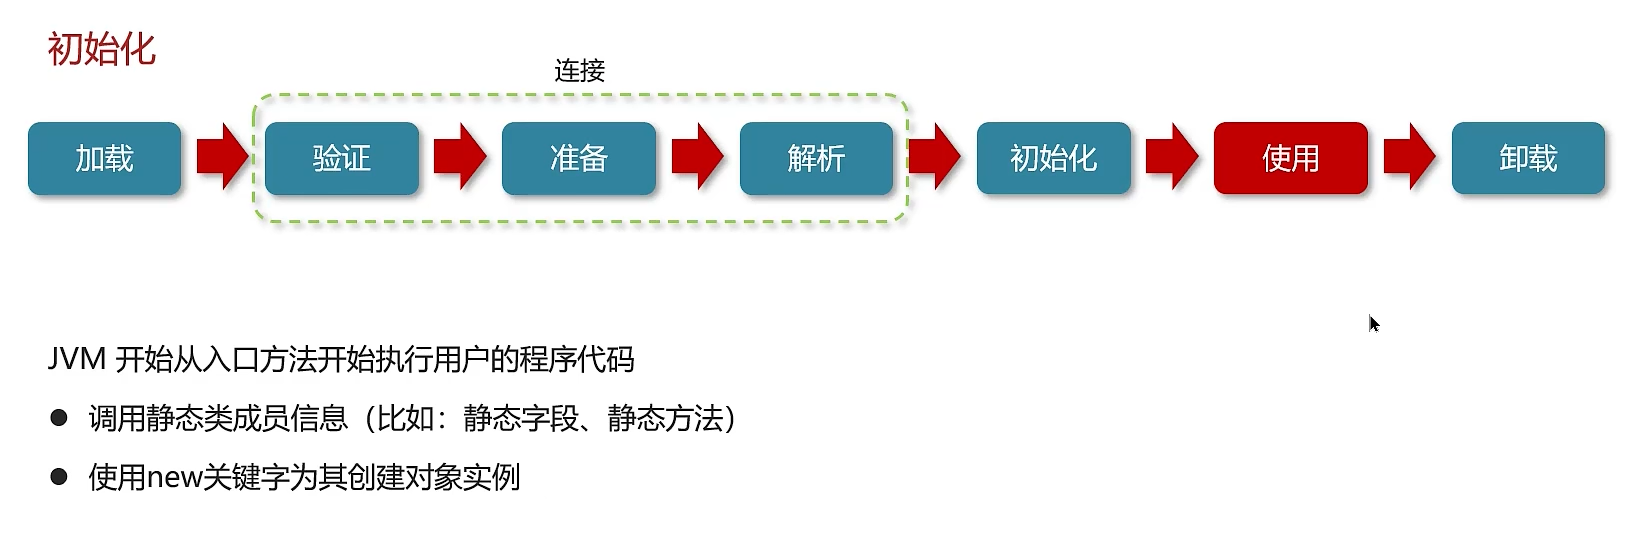 初始化
连接
加载
验证
准备
解析
初始化
使用
卸载
JVM 开始从入口方法开始执行用户的程序代码
● 调用静态类成员信息（比如：静态字段、静态方法）
● 使用new关键字为其创建对象实例